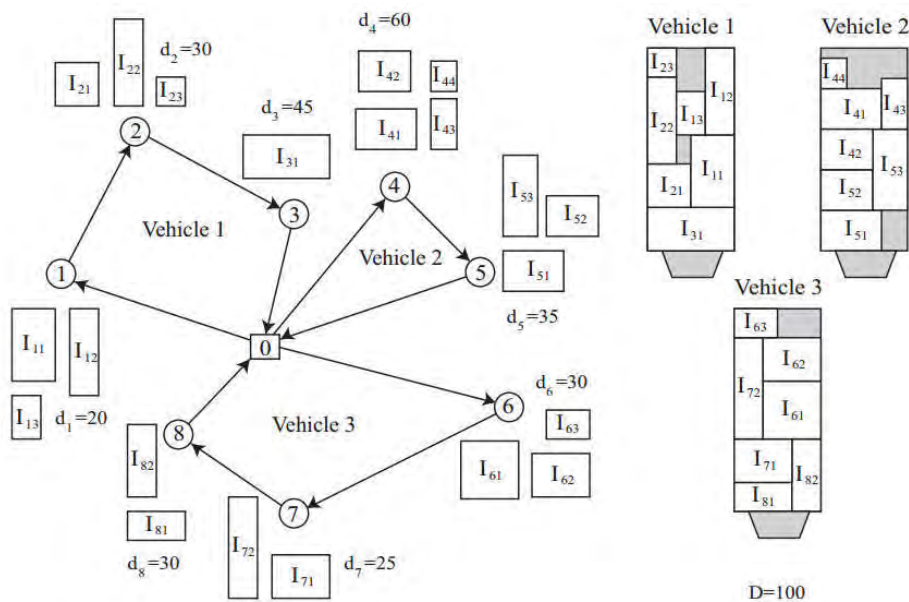 d₄=60
Vehicle 1
Vehicle 2
I₂₂
d₂=30
I₂₁
I₂₃
I₄₂
I₄₄
I₄₁
I₄₃
2
d₃=45
I₃₁
4
3
Vehicle 1
Vehicle 2
1
5
I₅₃
I₅₂
I₅₁
d₅=35
0
I₁₁
I₁₂
I₁₃
d₁=20
8
Vehicle 3
6
d₆=30
I₆₃
I₆₁
I₆₂
I₈₂
I₈₁
d₈=30
7
I₇₂
I₇₁
d₇=25
I₂₃
I₁₂
I₁₃
I₂₂
I₁₁
I₂₁
I₃₁
I₄₄
I₄₃
I₄₁
I₄₂
I₅₃
I₅₂
I₅₁
Vehicle 3
I₆₃
I₆₂
I₇₂
I₆₁
I₇₁
I₈₂
I₈₁
D=100